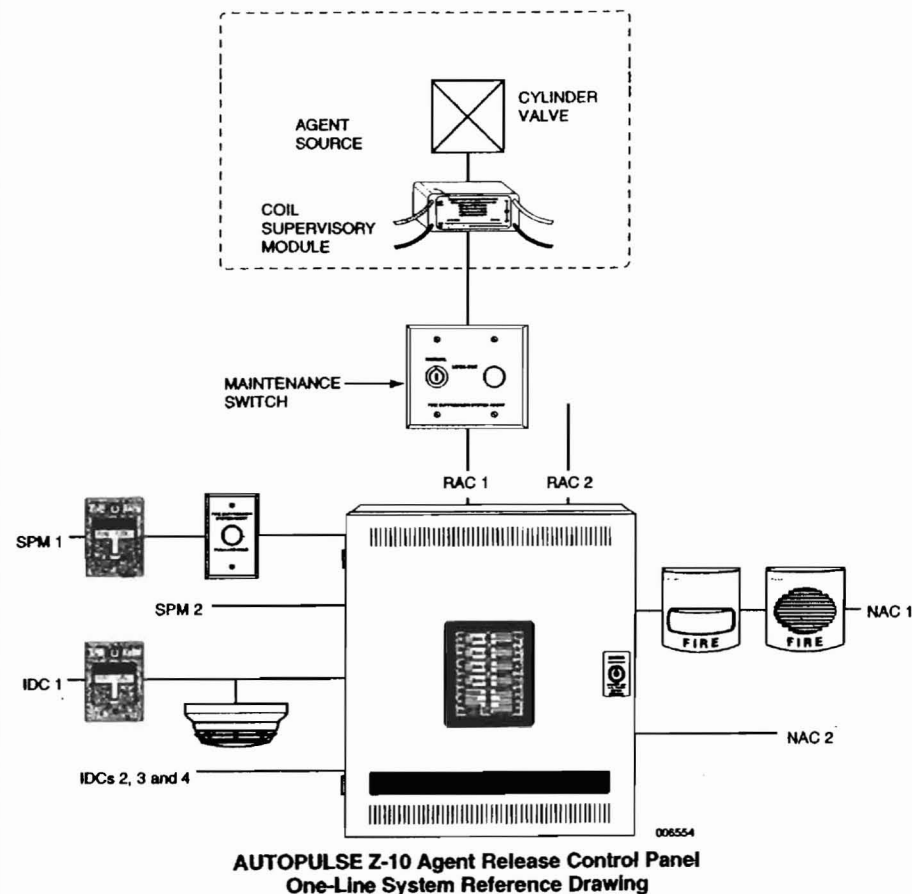 AGENT
SOURCE
CYLINDER
VALVE
COIL
SUPERVISORY
MODULE
MAINTENANCE
SWITCH
RAC 1
RAC 2
SPM 1
SPM 2
IDC 1
IDCs 2, 3 and 4
FIRE
FIRE
NAC 1
NAC 2
006554
AUTOPULSE Z-10 Agent Release Control Panel
One-Line System Reference Drawing